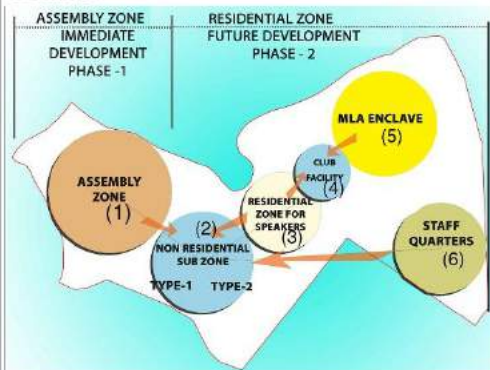 ASSEMBLY ZONE
IMMEDIATE
DEVELOPMENT
PHASE -1
RESIDENTIAL ZONE
FUTURE DEVELOPMENT
PHASE - 2
MLA ENCLAVE
(5)
CLUB
FACILITY
(4)
ASSEMBLY
ZONE
(1)
RESIDENTIAL
ZONE FOR
SPEAKERS
(3)
(2)
NON RESIDENTIAL
SUB ZONE
TYPE-1 TYPE-2
STAFF
QUARTERS
(6)